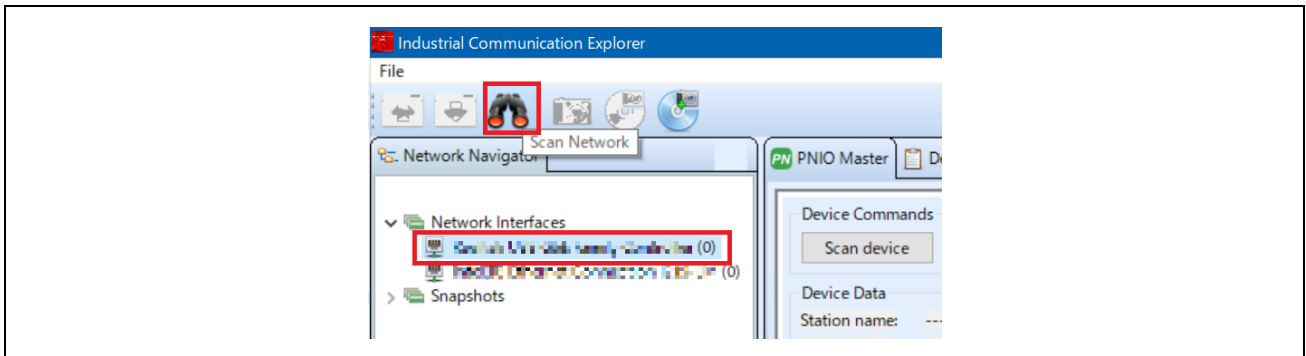 Industrial Communication Explorer
File
Scan Network
Network Navigator
PN PNIO Master
Network Interfaces
Device Commands
(0)
Scan device
(0)
Snapshots
Device Data
Station name: ---